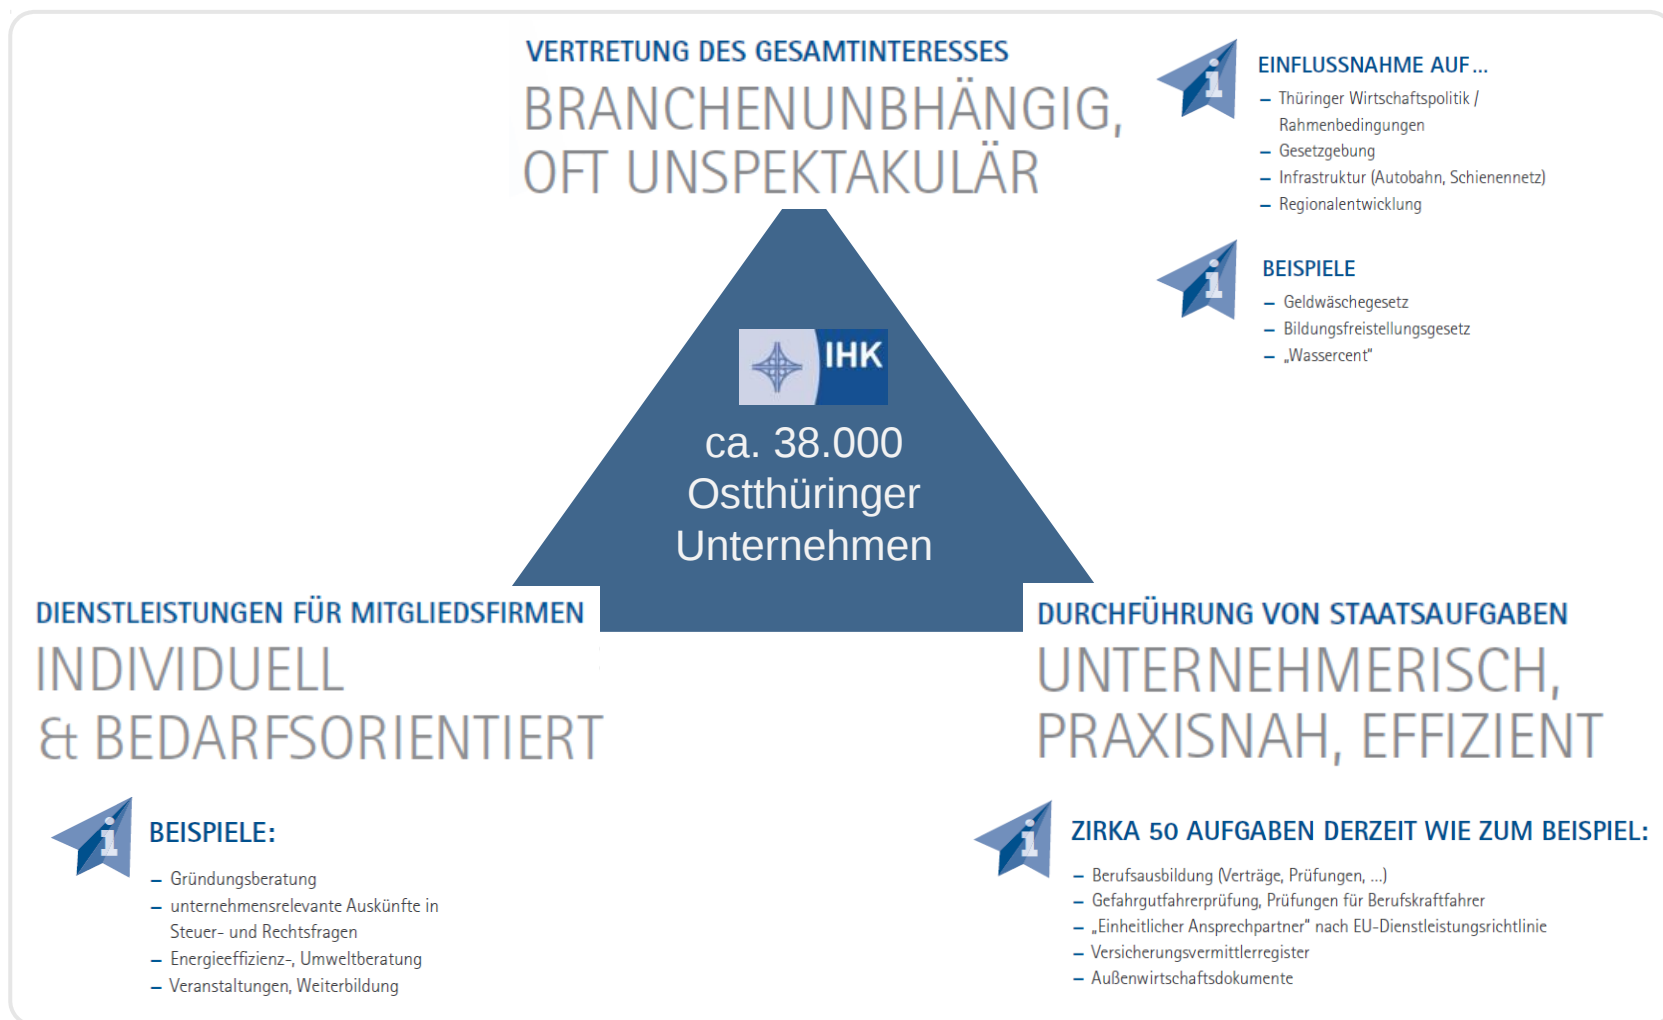 VERTRETUNG DES GESAMTINTERESSES
BRANCHENUNBHÄNGIG,
OFT UNSPEKTAKULÄR
EINFLUSSNAHME AUF...
– Thüringer Wirtschaftspolitik /
Rahmenbedingungen
– Gesetzgebung
– Infrastruktur (Autobahn, Schienennetz)
– Regionalentwicklung
BEISPIELE
– Geldwäschegesetz
– Bildungsfreistellungsgesetz
– „Wassercent“
IHK
ca. 38.000
Ostthüringer
Unternehmen
DIENSTLEISTUNGEN FÜR MITGLIEDSFIRMEN
INDIVIDUELL
& BEDARFSORIENTIERT
BEISPIELE:
– Gründungsberatung
– unternehmensrelevante Auskünfte in
Steuer- und Rechtsfragen
– Energieeffizienz-, Umweltberatung
– Veranstaltungen, Weiterbildung
DURCHFÜHRUNG VON STAATSAUFGABEN
UNTERNEHMERISCH,
PRAXISNAH, EFFIZIENT
ZIRKA 50 AUFGABEN DERZEIT WIE ZUM BEISPIEL:
– Berufsausbildung (Verträge, Prüfungen, ...)
– Gefahrgutfahrerprüfung, Prüfungen für Berufskraftfahrer
– „Einheitlicher Ansprechpartner“ nach EU-Dienstleistungsrichtlinie
– Versicherungsvermittlerregister
– Außenwirtschaftsdokumente